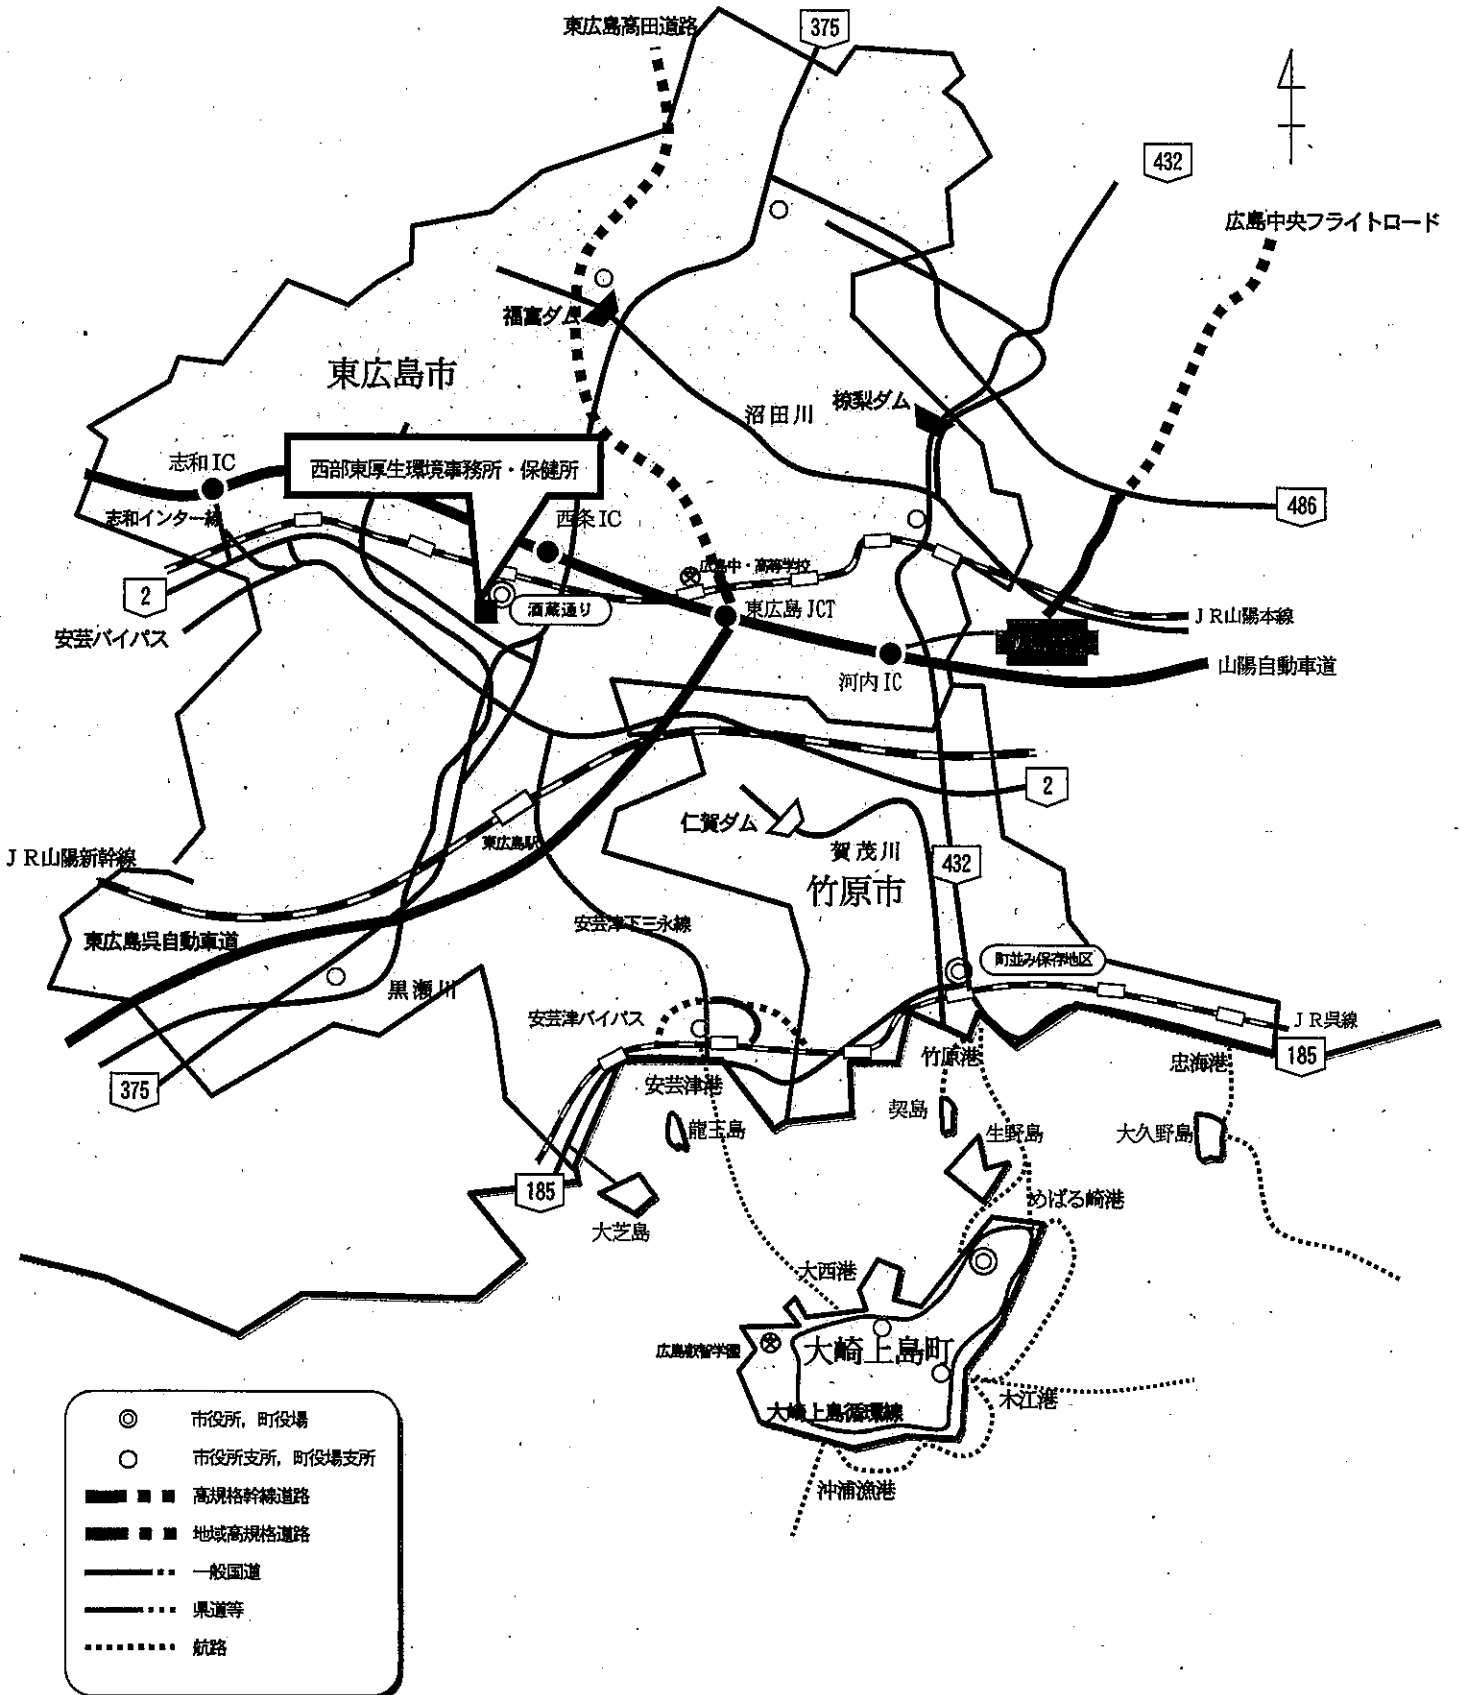 東広島高田道路
375
432
広島中央フライトロード
福富ダム
東広島市
椋梨ダム
沼田川
志和IC
西部東厚生環境事務所・保健所
志和インター線
西条IC
486
広島中・高等学校
2
酒蔵通り
東広島JCT
JR山陽本線
安芸バイパス
山陽自動車道
河内IC
2
仁賀ダム
東広島駅
賀茂川
JR山陽新幹線
432
竹原市
安芸津下三永線
東広島呉自動車道
町並み保存地区
黒瀬川
安芸津バイパス
JR呉線
竹原港
忠海港
185
375
安芸津港
契島
龍王島
生野島
大久野島
185
大芝島
めばる崎港
大西港
広島叡智学園
大崎上島町
木江港
大崎上島循環線
沖浦漁港
市役所，町役場
市役所支所，町役場支所
高規格幹線道路
地域高規格道路
一般国道
県道等
航路